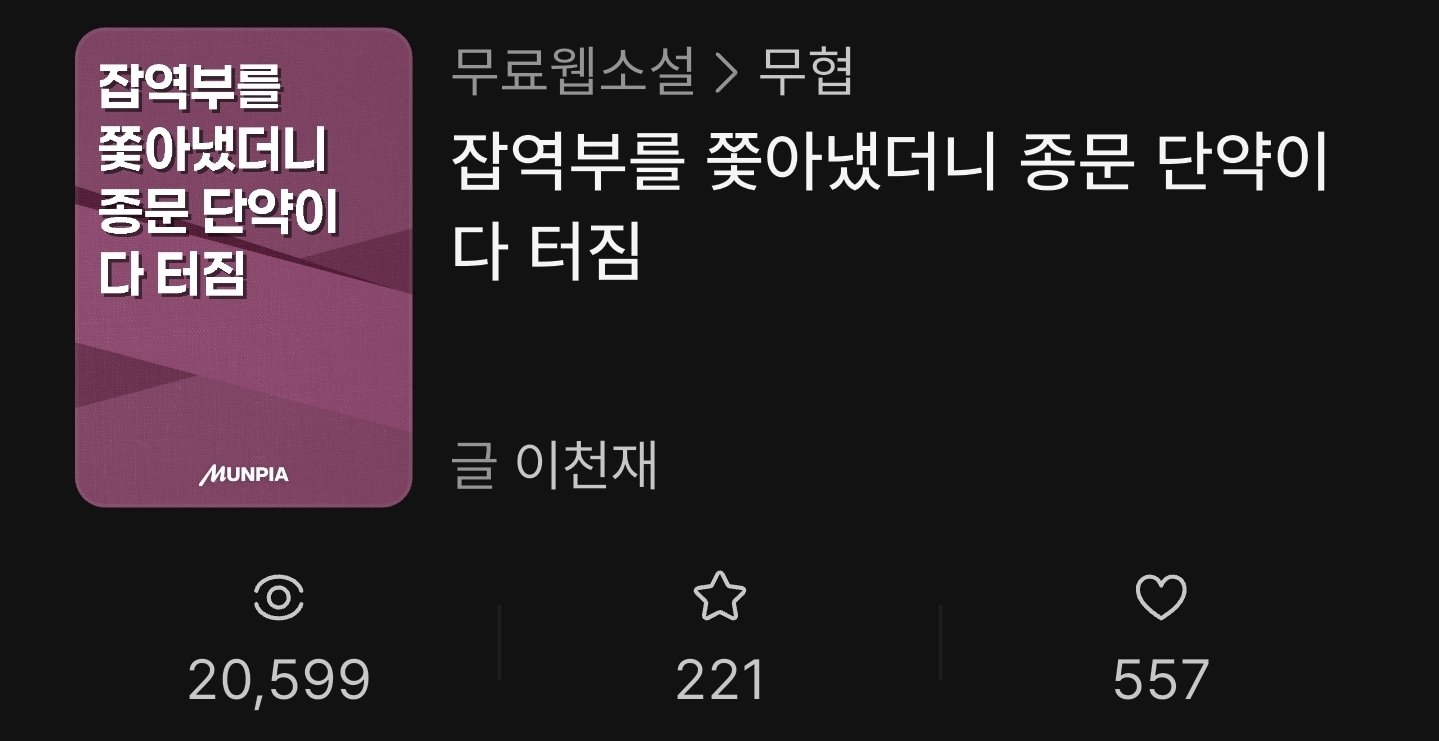 잡역부를
쫓아냈더니
종문 단약이
다 터짐
MUNPIA
무료웹소설 > 무협
잡역부를 쫓아냈더니 종문 단약이
다 터짐
글 이천재
20,599
221
557